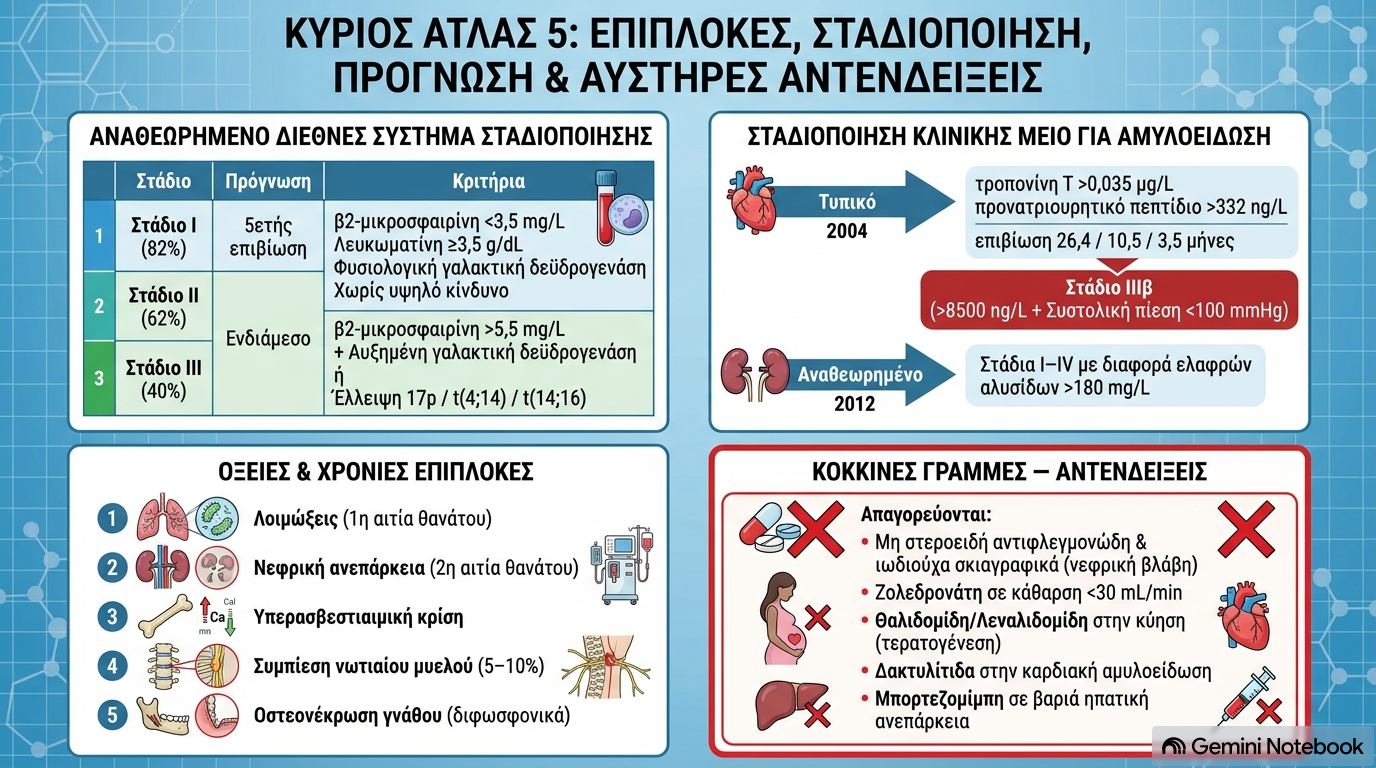 ΚΥΡΙΟΣ ΑΤΛΑΣ 5: ΕΠΙΠΛΟΚΕΣ, ΣΤΑΔΙΟΠΟΙΗΣΗ,
ΠΡΟΓΝΩΣΗ & ΑΥΣΤΗΡΕΣ ΑΝΤΕΝΔΕΙΞΕΙΣ
ΑΝΑΘΕΩΡΗΜΕΝΟ ΔΙΕΘΝΕΣ ΣΥΣΤΗΜΑ ΣΤΑΔΙΟΠΟΙΗΣΗΣ
Στάδιο Πρόγνωση Κριτήρια
1
Στάδιο I
(82%)
5ετής
επιβίωση
β2-μικροσφαιρίνη <3,5 mg/L
Λευκωματίνη ≥3,5 g/dL
Φυσιολογική γαλακτική δεϋδρογενάση
Χωρίς υψηλό κίνδυνο
2
Στάδιο II
(62%)
Ενδιάμεσο
3
Στάδιο III
(40%)
β2-μικροσφαιρίνη >5,5 mg/L
+ Αυξημένη γαλακτική δεϋδρογενάση
ή
Έλλειψη 17p / t(4;14) / t(14;16)
ΣΤΑΔΙΟΠΟΙΗΣΗ ΚΛΙΝΙΚΗΣ ΜΕΙΟ ΓΙΑ ΑΜΥΛΟΕΙΔΩΣΗ
Τυπικό
2004
τροπονίνη Τ >0,035 μg/L
προνατριουρητικό πεπτίδιο >332 ng/L
επιβίωση 26,4 / 10,5 / 3,5 μήνες
Στάδιο IIIβ
(>8500 ng/L + Συστολική πίεση <100 mmHg)
Αναθεωρημένο
2012
Στάδια I–IV με διαφορά ελαφρών
αλυσίδων >180 mg/L
ΟΞΕΙΕΣ & ΧΡΟΝΙΕΣ ΕΠΙΠΛΟΚΕΣ
1 Λοιμώξεις (1η αιτία θανάτου)
2 Νεφρική ανεπάρκεια (2η αιτία θανάτου)
3 Ca Cal mn Υπερασβεστιαιμική κρίση
4 Συμπίεση νωτιαίου μυελού (5–10%)
5 Οστεονέκρωση γνάθου (διφωσφονικά)
ΚΟΚΚΙΝΕΣ ΓΡΑΜΜΕΣ — ΑΝΤΕΝΔΕΙΞΕΙΣ
Απαγορεύονται:
• Μη στεροειδή αντιφλεγμονώδη &
ιωδιούχα σκιαγραφικά (νεφρική βλάβη)
• Ζολεδρονάτη σε κάθαρση <30 mL/min
• Θαλιδομίδη/Λεναλιδομίδη στην κύηση
(τερατογένεση)
• Δακτυλίτιδα στην καρδιακή αμυλοείδωση
• Μπορτεζομίμπη σε βαριά ηπατική
ανεπάρκεια
Gemini Notebook